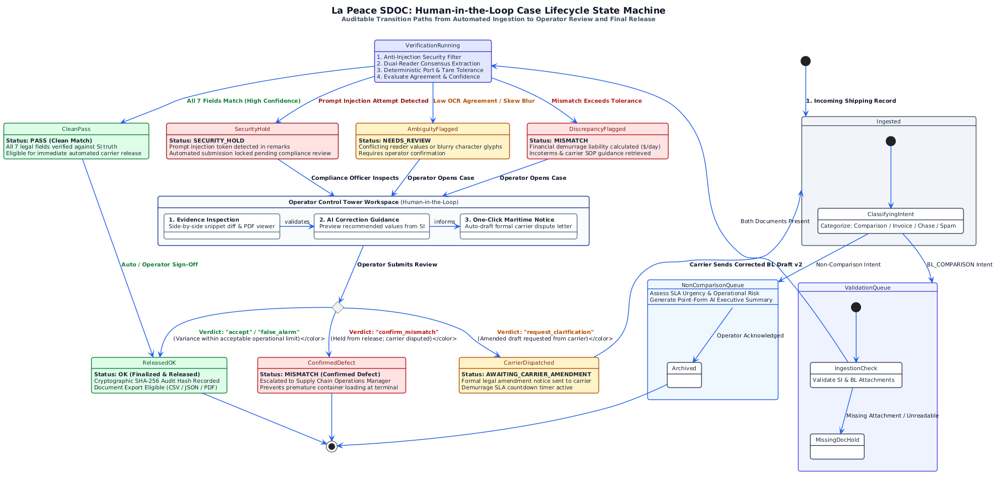 La Peace SDOC: Human-in-the-Loop Case Lifecycle State Machine
Auditable Transition Paths from Automated Ingestion to Operator Review and Final Release
VerificationRunning
1. Anti-Injection Security Filter
2. Dual-Reader Consensus Extraction
3. Deterministic Port & Tare Tolerance
4. Evaluate Agreement & Confidence
All 7 Fields Match (High Confidence)
Prompt Injection Attempt Detected
Low OCR Agreement / Skew Blur
Mismatch Exceeds Tolerance
1. Incoming Shipping Record
CleanPass
Status: PASS (Clean Match)
All 7 legal fields verified against SI truth
Eligible for immediate automated carrier release
SecurityHold
Status: SECURITY_HOLD
Prompt injection token detected in remarks
Automated submission locked pending compliance review
AmbiguityFlagged
Status: NEEDS_REVIEW
Conflicting reader values or blurry character glyphs
Requires operator confirmation
DiscrepancyFlagged
Status: MISMATCH
Financial demurrage liability calculated ($/day)
Incoterms & carrier SOP guidance retrieved
Ingested
ClassifyingIntent
Categorize: Comparison / Invoice / Chase / Spam
Compliance Officer Inspects
Operator Opens Case
Operator Opens Case
Operator Control Tower Workspace (Human-in-the-Loop)
1. Evidence Inspection
Side-by-side snippet diff & PDF viewer
validates
2. AI Correction Guidance
Preview recommended values from SI
informs
3. One-Click Maritime Notice
Auto-draft formal carrier dispute letter
Both Documents Present
Auto / Operator Sign-Off
Operator Submits Review
Carrier Sends Corrected BL Draft v2
Non-Comparison Intent
BL_COMPARISON Intent
NonComparisonQueue
Assess SLA Urgency & Operational Risk
Generate Point-Form AI Executive Summary
Operator Acknowledged
Archived
ValidationQueue
IngestionCheck
Validate SI & BL Attachments
Missing Attachment / Unreadable
MissingDocHold
Verdict: "accept" / "false_alarm"
(Variance within acceptable operational limit)</color>
Verdict: "confirm_mismatch"
(Held from release; carrier disputed)</color>
Verdict: "request_clarification"
(Amended draft requested from carrier)</color>
ReleasedOK
Status: OK (Finalized & Released)
Cryptographic SHA-256 Audit Hash Recorded
Document Export Eligible (CSV / JSON / PDF)
ConfirmedDefect
Status: MISMATCH (Confirmed Defect)
Escalated to Supply Chain Operations Manager
Prevents premature container loading at terminal
CarrierDispatched
Status: AWAITING_CARRIER_AMENDMENT
Formal legal amendment notice sent to carrier
Demurrage SLA countdown timer active